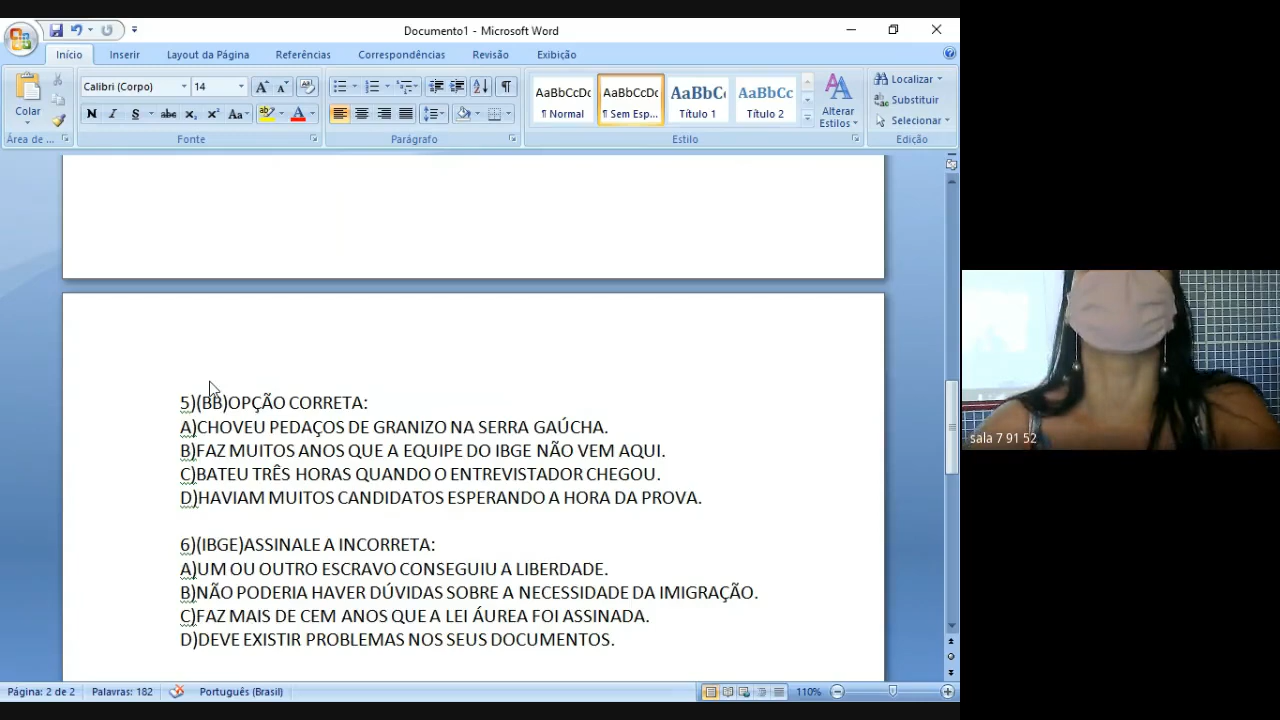 Documento1 - Microsoft Word
Início Inserir Layout da Página Referências Correspondências Revisão Exibição
Colar
Calibri (Corpo) 14
AaBbCcDc AaBbCcDc AaBbC AaBbCc
¶ Normal ¶ Sem Esp... Título 1 Título 2
Alterar Estilos
Localizar
Substituir
Selecionar
Área de ... Fonte Parágrafo Estilo Edição
5)(BB)OPÇÃO CORRETA:
A)CHOVEU PEDAÇOS DE GRANIZO NA SERRA GAÚCHA.
B)FAZ MUITOS ANOS QUE A EQUIPE DO IBGE NÃO VEM AQUI.
C)BATEU TRÊS HORAS QUANDO O ENTREVISTADOR CHEGOU.
D)HAVIAM MUITOS CANDIDATOS ESPERANDO A HORA DA PROVA.
6)(IBGE)ASSINALE A INCORRETA:
A)UM OU OUTRO ESCRAVO CONSEGUIU A LIBERDADE.
B)NÃO PODERIA HAVER DÚVIDAS SOBRE A NECESSIDADE DA IMIGRAÇÃO.
C)FAZ MAIS DE CEM ANOS QUE A LEI ÁUREA FOI ASSINADA.
D)DEVE EXISTIR PROBLEMAS NOS SEUS DOCUMENTOS.
Página: 2 de 2 Palavras: 182 Português (Brasil) 110%
sala 7 91 52